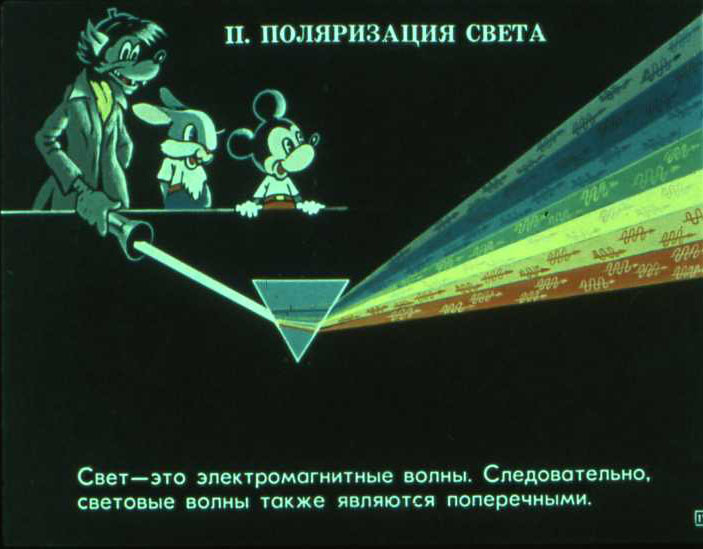 II. ПОЛЯРИЗАЦИЯ СВЕТА
Свет—это электромагнитные волны. Следовательно,
световые волны также являются поперечными.